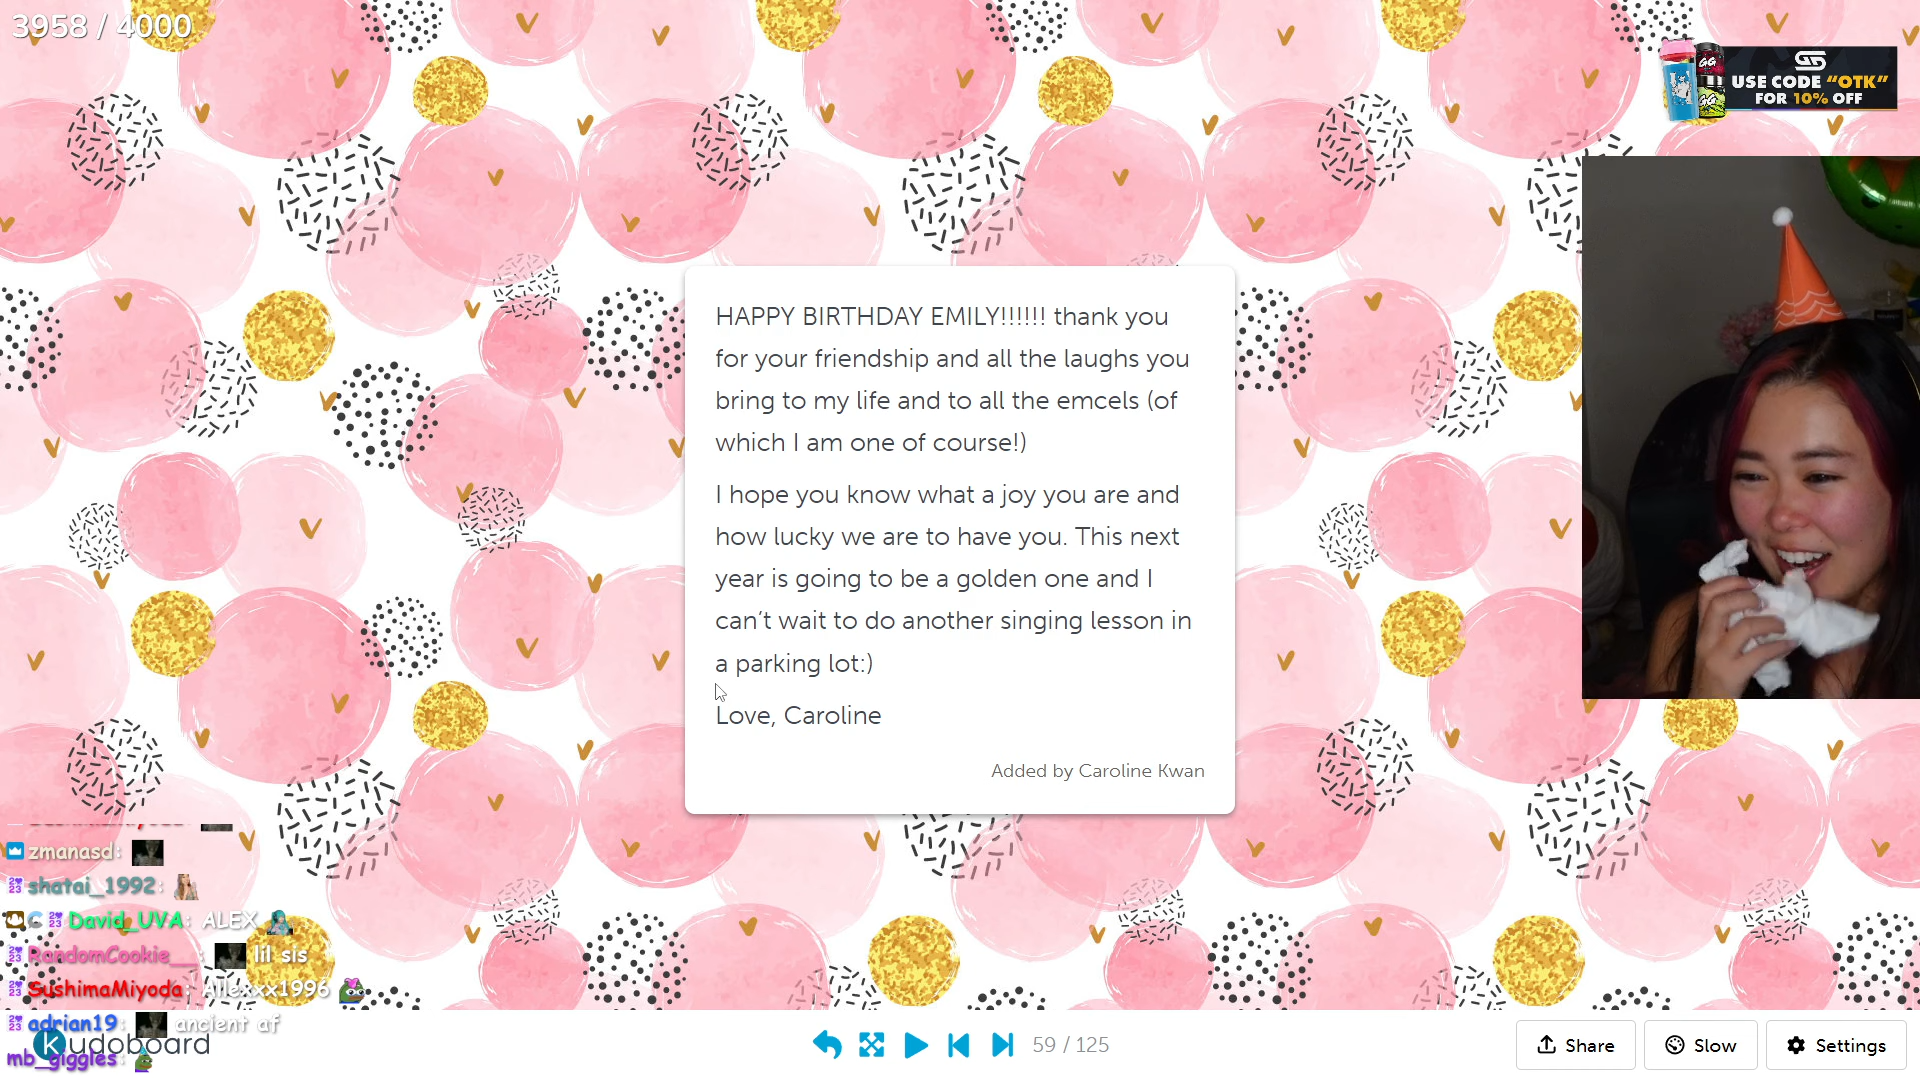 3958 / 4000
GG
GG
USE CODE “OTK”
FOR 10% OFF
HAPPY BIRTHDAY EMILY!!!!!! thank you
for your friendship and all the laughs you
bring to my life and to all the emcels (of
which I am one of course!)
I hope you know what a joy you are and
how lucky we are to have you. This next
year is going to be a golden one and I
can’t wait to do another singing lesson in
a parking lot:)
Love, Caroline
Added by Caroline Kwan
zmanasd:
shatai_1992:
David_UVA: ALEX
RandomCookie__: lil sis
SushimaMiyoda: Allexxx1996
adrian19: ancient af
kudoboard
mb_giggles:
59 / 125
Share
Slow
Settings